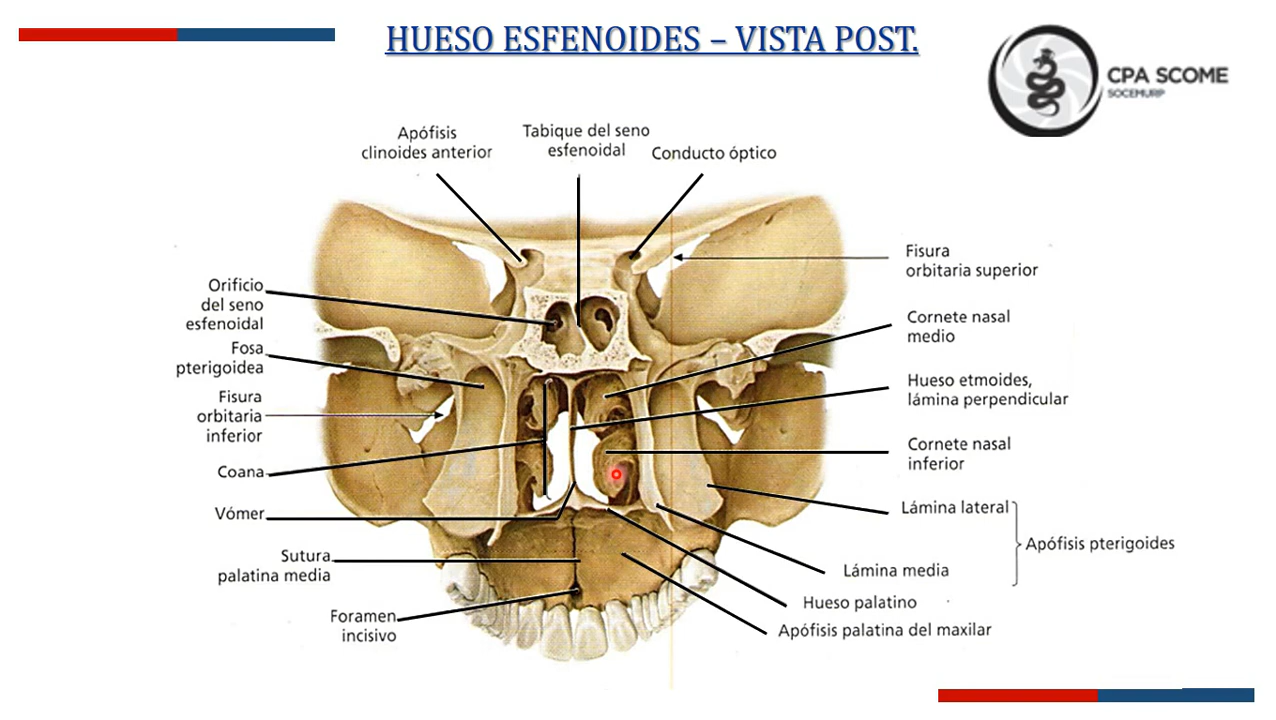 HUESO ESFENOIDES – VISTA POST.
CPA SCOME
SOCEMURP
Apófisis
clinoides anterior
Tabique del seno
esfenoidal
Conducto óptico
Orificio
del seno
esfenoidal
Fosa
pterigoidea
Fisura
orbitaria
inferior
Coana
Vómer
Sutura
palatina media
Foramen
incisivo
Fisura
orbitaria superior
Cornete nasal
medio
Hueso etmoides,
lámina perpendicular
Cornete nasal
inferior
Lámina lateral
Apófisis pterigoides
Lámina media
Hueso palatino
Apófisis palatina del maxilar